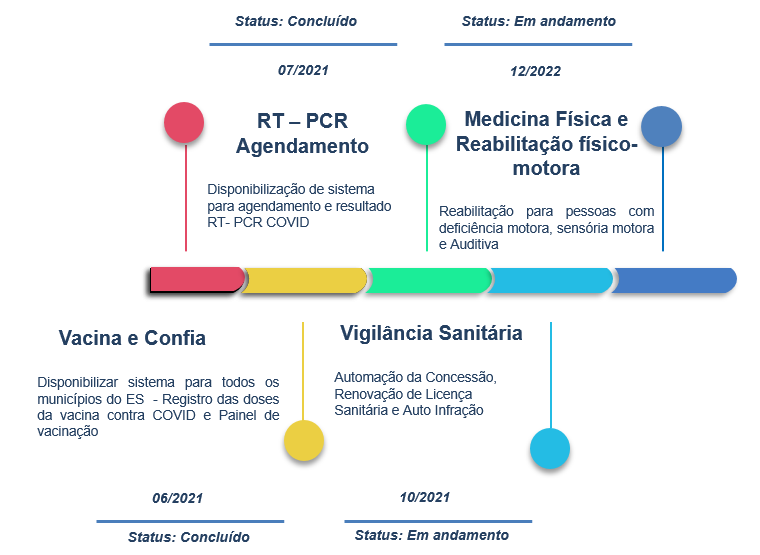 Status: Concluído
07/2021
RT – PCR
Agendamento
Disponibilização de sistema
para agendamento e resultado
RT- PCR COVID
Status: Em andamento
12/2022
Medicina Física e
Reabilitação físico-
motora
Reabilitação para pessoas com
deficiência motora, sensória motora
e Auditiva
Vacina e Confia
Disponibilizar sistema para todos os
municípios do ES - Registro das doses
da vacina contra COVID e Painel de
vacinação
06/2021
Status: Concluído
Vigilância Sanitária
Automação da Concessão,
Renovação de Licença
Sanitária e Auto Infração
10/2021
Status: Em andamento